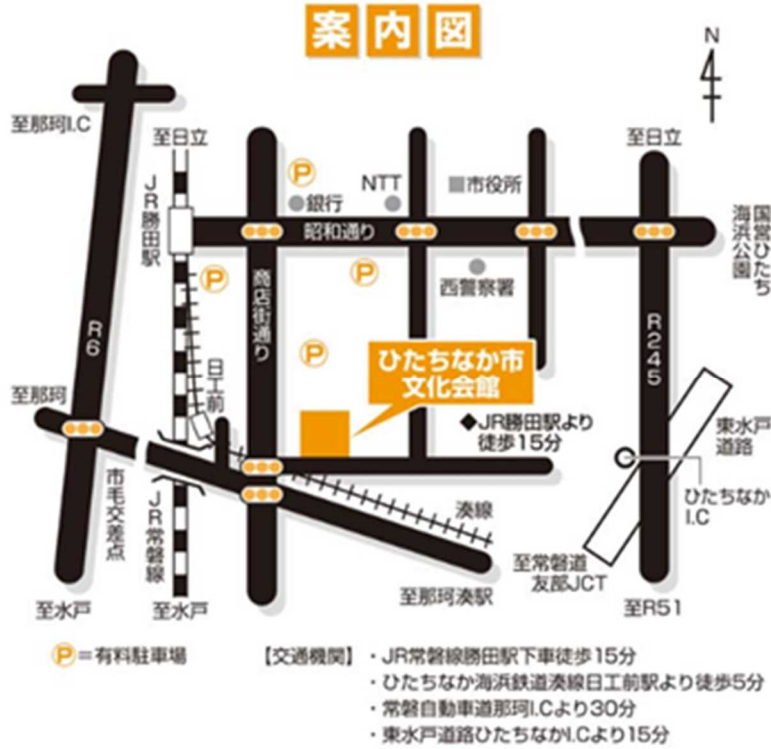 案内図
N
至那珂I.C
至日立
至日立
JR勝田駅
P
NTT
市役所
銀行
昭和通り
国営ひたち
海浜公園
P
P
西警察署
商店街通り
R6
R245
P
ひたちなか市
文化会館
日工前
至那珂
◆JR勝田駅より
徒歩15分
東水戸
道路
ひたちなか
I.C
市毛交差点
JR常磐線
湊線
至常磐道
友部JCT
至那珂湊駅
至水戸
至水戸
至R51
P=有料駐車場
【交通機関】・JR常磐線勝田駅下車徒歩15分
・ひたちなか海浜鉄道湊線日工前駅より徒歩5分
・常磐自動車道那珂I.Cより30分
・東水戸道路ひたちなかI.Cより15分